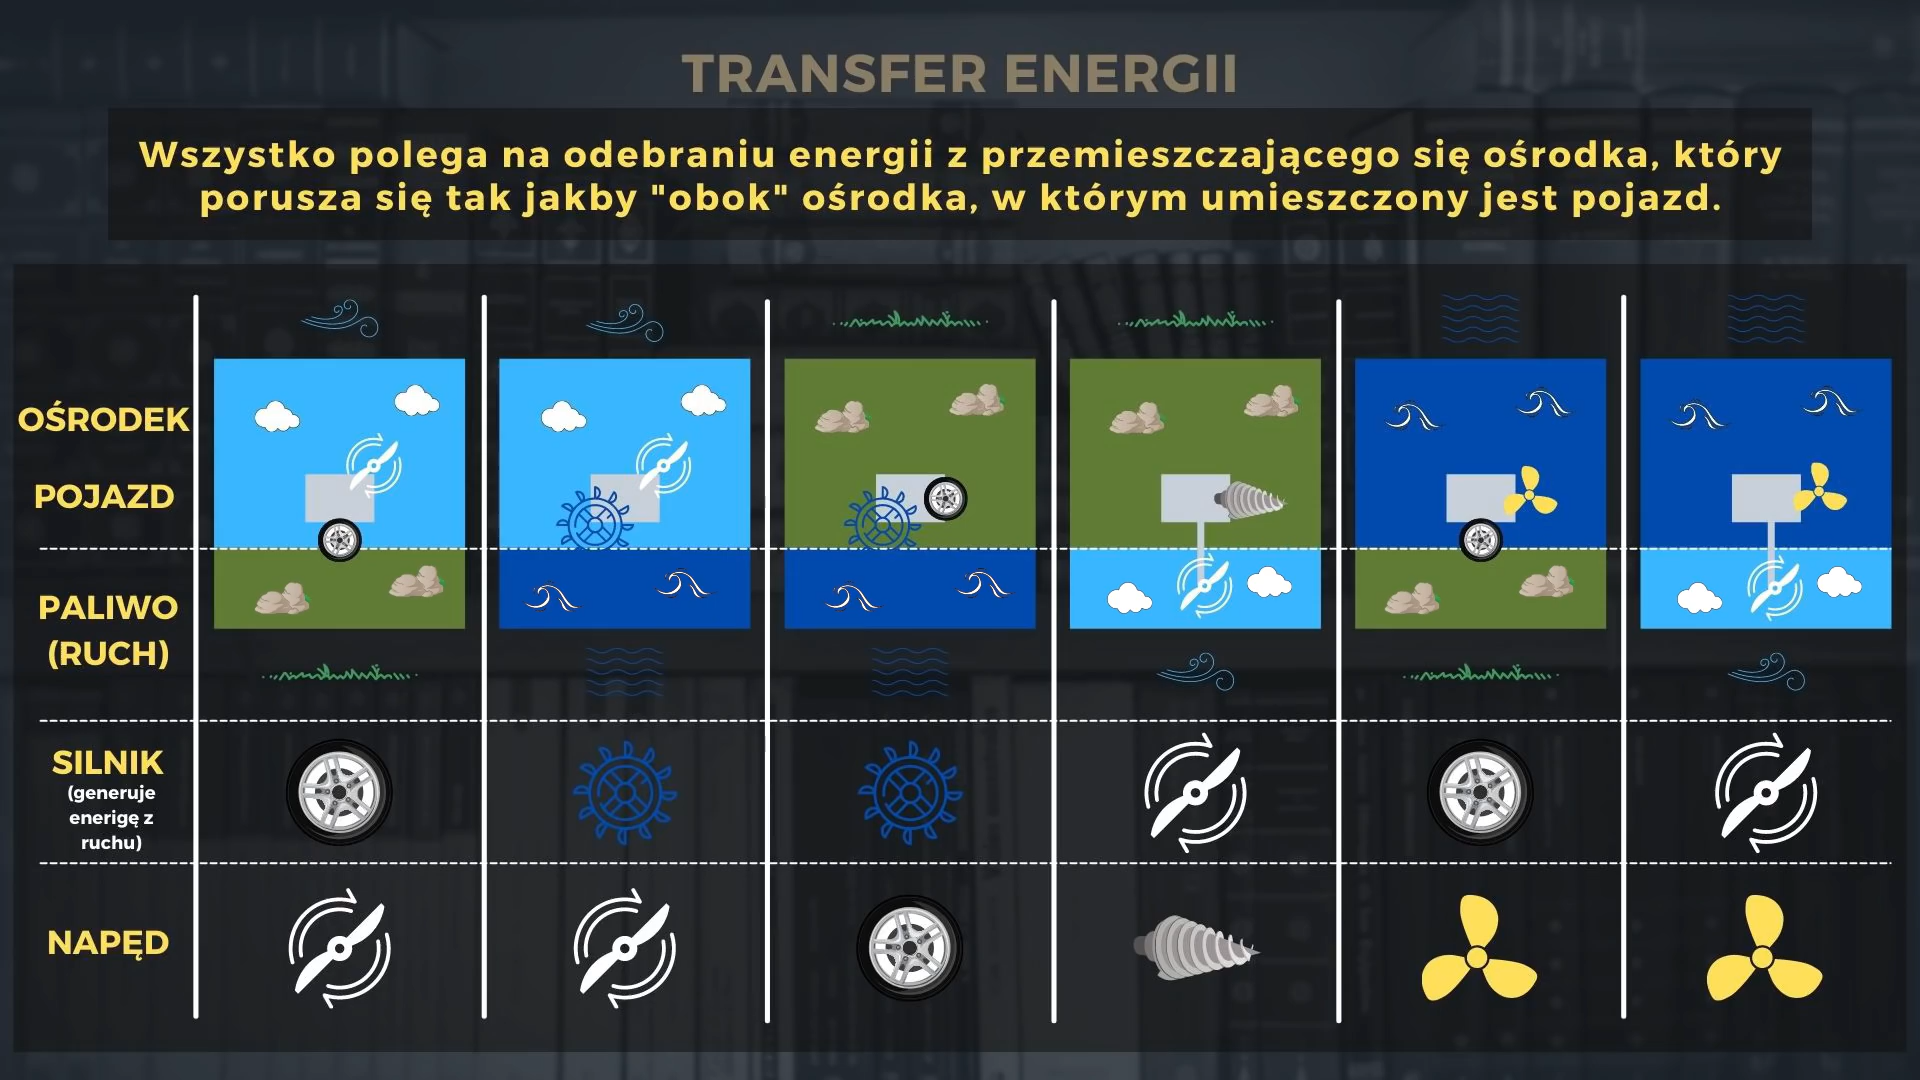 TRANSFER ENERGII
Wszystko polega na odebraniu energii z przemieszczającego się ośrodka, który
porusza się tak jakby "obok" ośrodka, w którym umieszczony jest pojazd.
OŚRODEK
POJAZD
PALIWO
(RUCH)
SILNIK
(generuje
enerigę z
ruchu)
NAPĘD